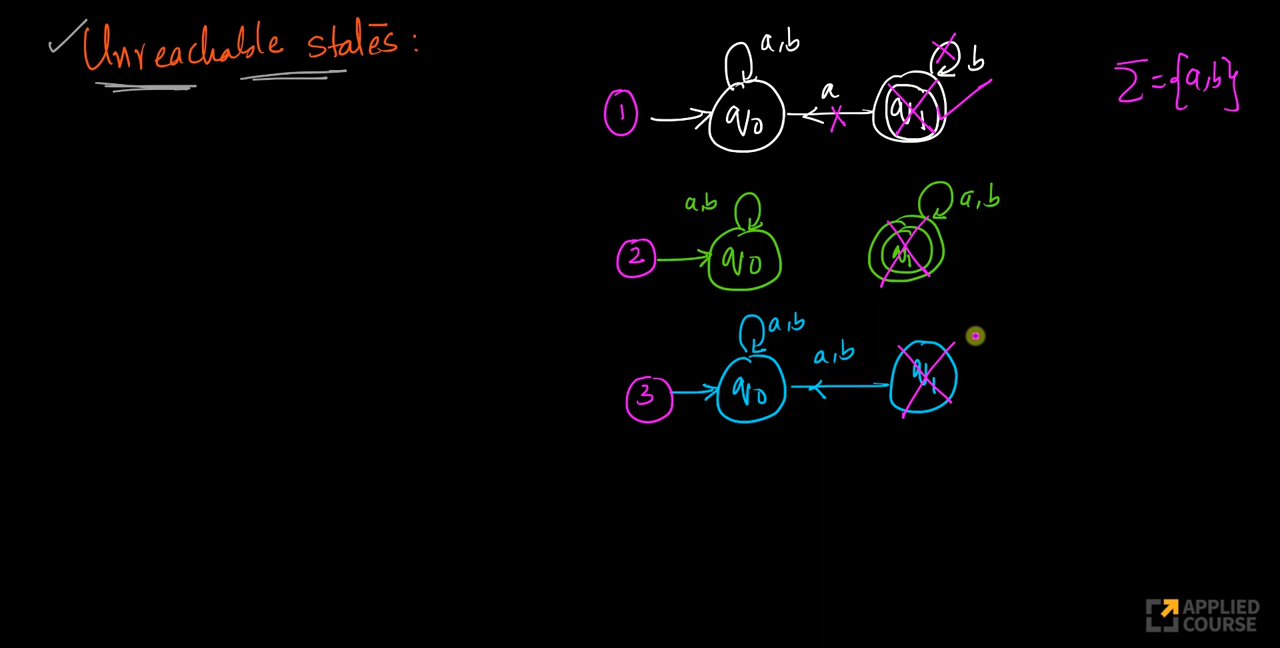 Unreachable states :
a,b
b
Σ = {a,b}
a
1
q0
q1
a,b
a,b
2
q0
q1
a,b
a,b
3
q0
q1
APPLIED
COURSE